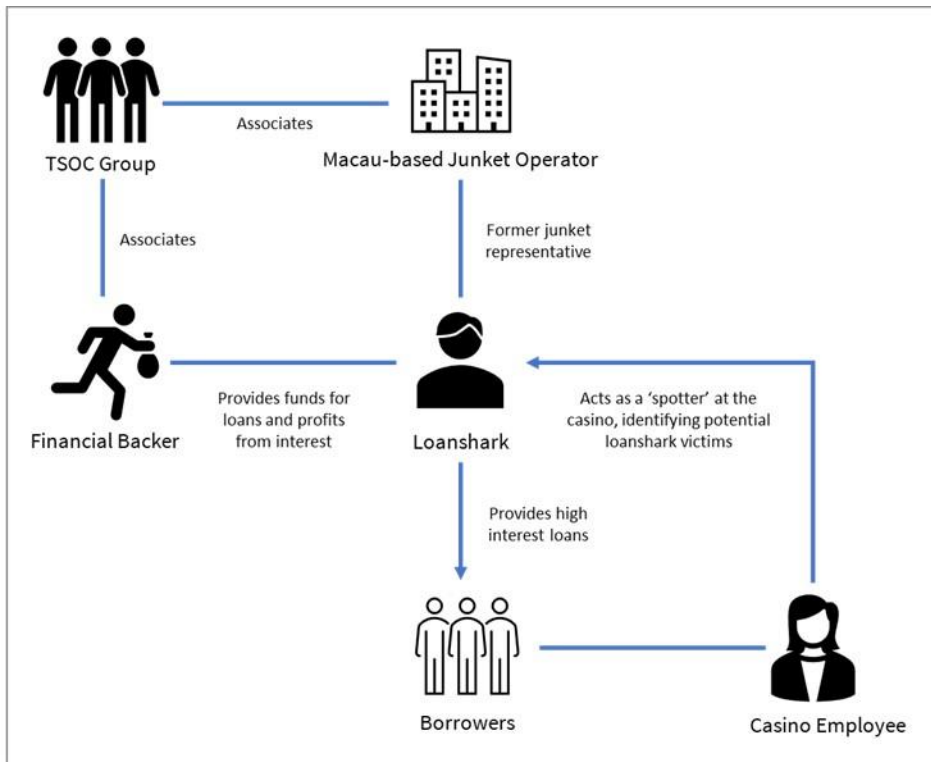 Associates
TSOC Group
Macau-based Junket Operator
Associates
Former junket
representative
Provides funds for
loans and profits
from interest
Acts as a ‘spotter’ at the
casino, identifying potential
loanshark victims
Financial Backer
Loanshark
Provides high
interest loans
Borrowers
Casino Employee